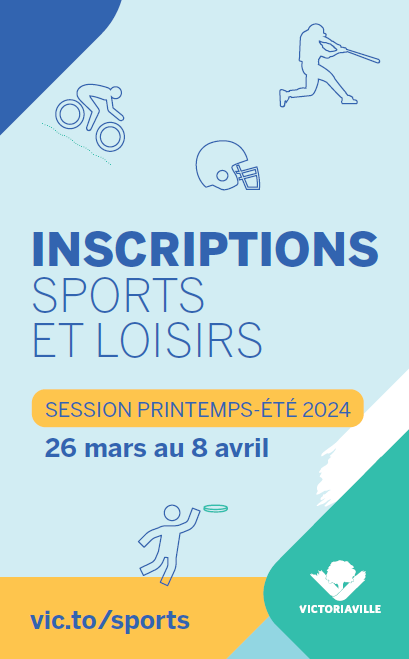 INSCRIPTIONS
SPORTS
ET LOISIRS
SESSION PRINTEMPS-ÉTÉ 2024
26 mars au 8 avril
vic.to/sports
VICTORIAVILLE